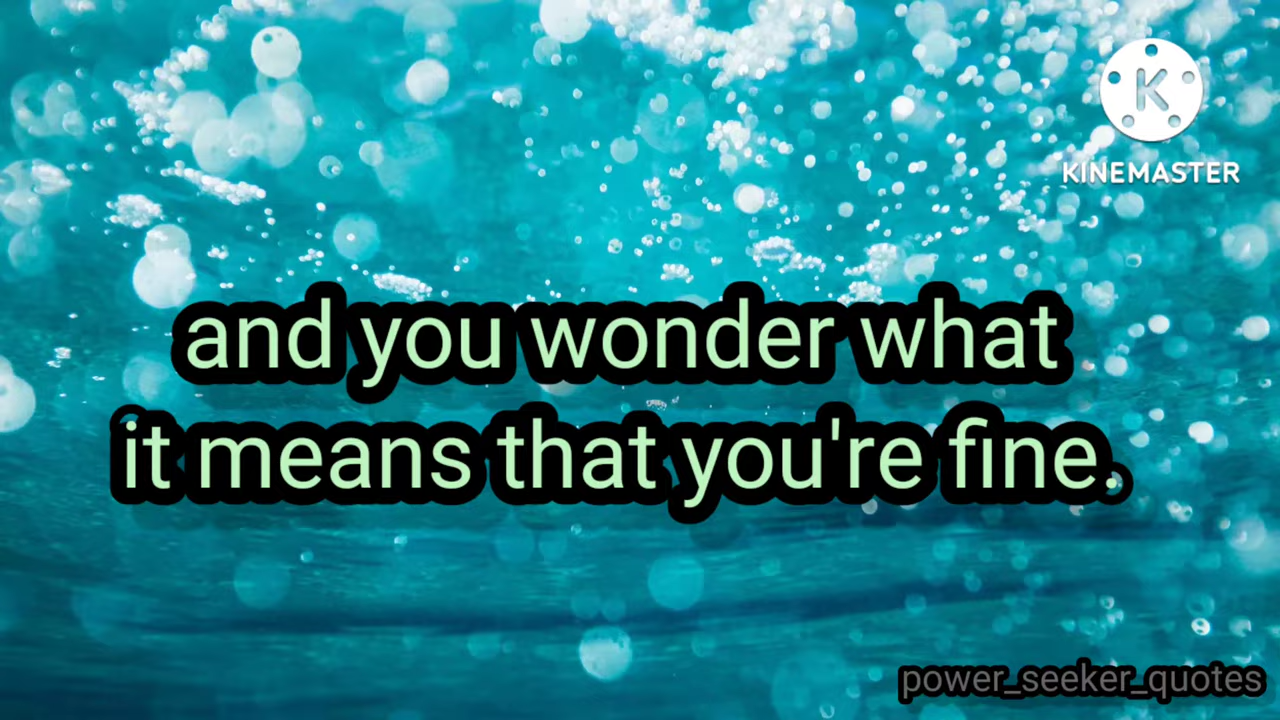 KINEMASTER
and you wonder what
it means that you're fine.
power_seeker_quotes